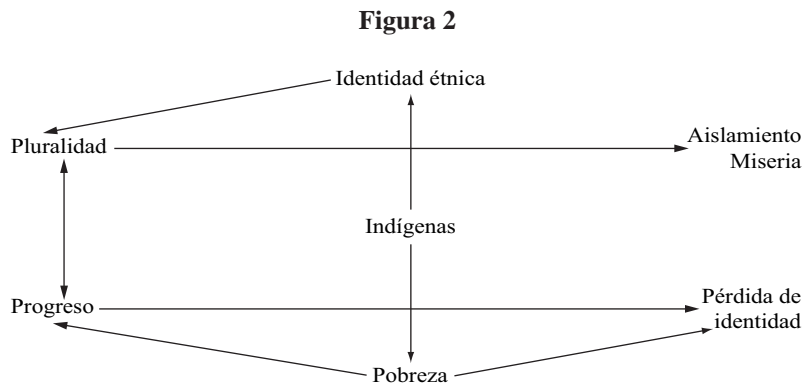 Figura 2
Identidad étnica
Pluralidad
Aislamiento
Miseria
Indígenas
Progreso
Pérdida de
identidad
Pobreza